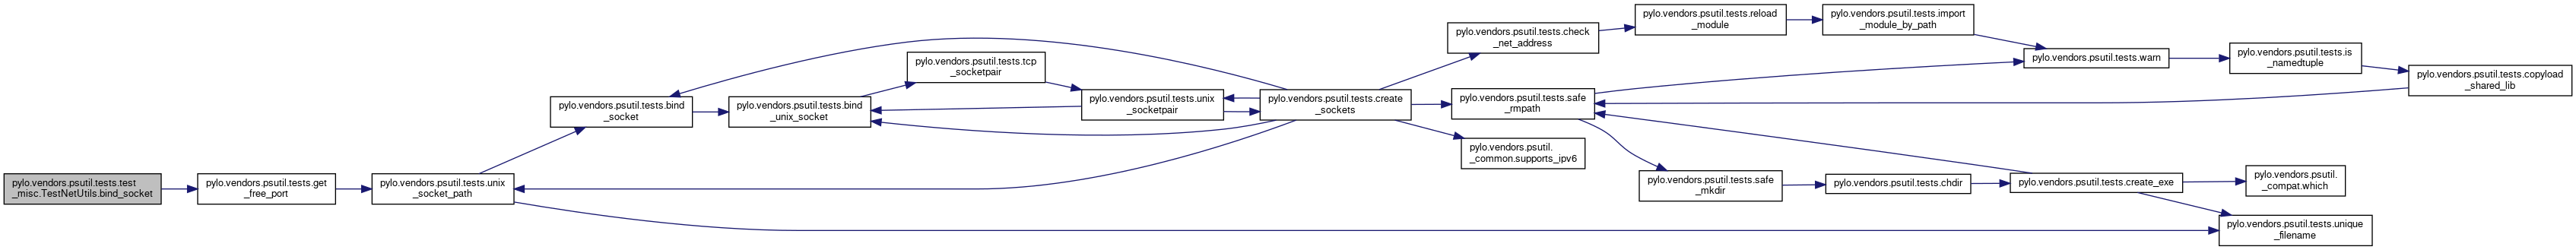 pylo.vendors.psutil.tests.test
_misc.TestNetUtils.bind_socket
pylo.vendors.psutil.tests.get
_free_port
pylo.vendors.psutil.tests.unix
_socket_path
pylo.vendors.psutil.tests.bind
_socket
pylo.vendors.psutil.tests.bind
_unix_socket
pylo.vendors.psutil.tests.tcp
_socketpair
pylo.vendors.psutil.tests.unix
_socketpair
pylo.vendors.psutil.tests.create
_sockets
pylo.vendors.psutil.tests.check
_net_address
pylo.vendors.psutil.tests.safe
_rmpath
pylo.vendors.psutil.
_common.supports_ipv6
pylo.vendors.psutil.tests.reload
_module
pylo.vendors.psutil.tests.import
_module_by_path
pylo.vendors.psutil.tests.safe
_mkdir
pylo.vendors.psutil.tests.chdir
pylo.vendors.psutil.tests.warn
pylo.vendors.psutil.tests.create_exe
pylo.vendors.psutil.tests.is
_namedtuple
pylo.vendors.psutil.tests.copyload
_shared_lib
pylo.vendors.psutil.
_compat.which
pylo.vendors.psutil.tests.unique
_filename